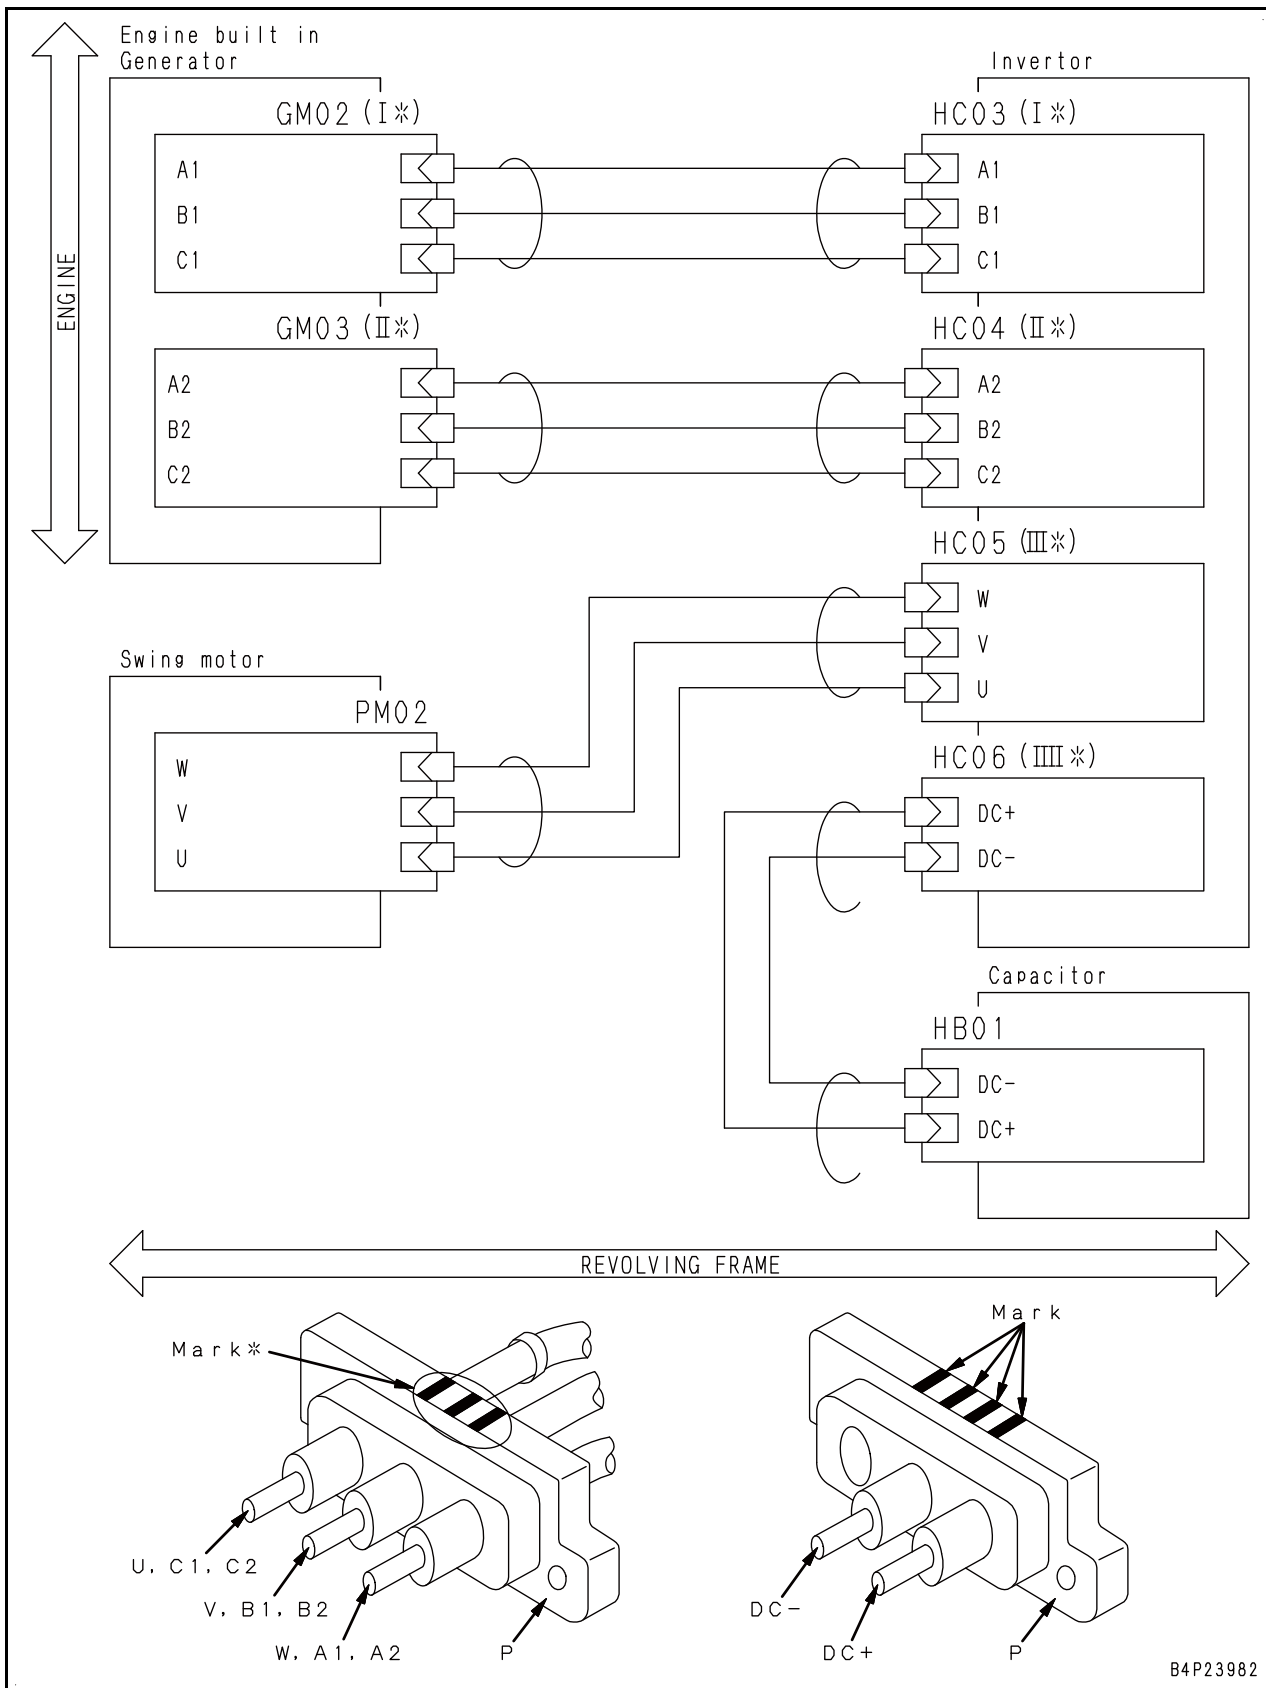 Engine built in
Generator
Invertor
GM02 (I※)
HC03 (I※)
A1
B1
C1
A1
B1
C1
ENGINE
GM03 (II※)
HC04 (II※)
A2
B2
C2
A2
B2
C2
HC05 (III※)
W
V
U
Swing motor
PM02
W
V
U
HC06 (IIII※)
DC+
DC-
Capacitor
HB01
DC-
DC+
REVOLVING FRAME
Mark※
Mark
U, C1, C2
V, B1, B2
W, A1, A2
P
DC-
DC+
P
B4P23982